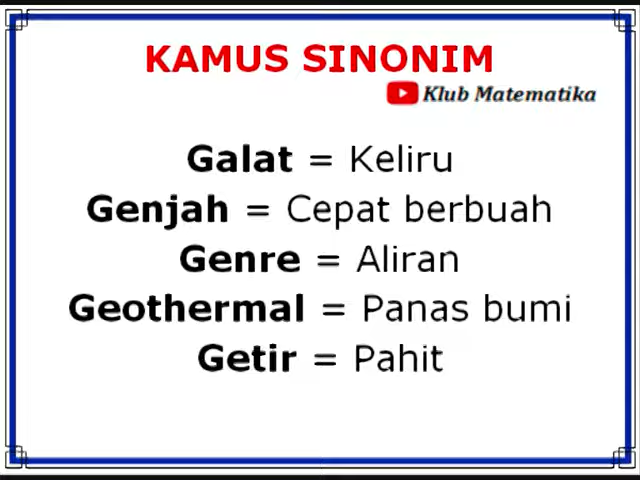 KAMUS SINONIM
Klub Matematika
Galat = Keliru
Genjah = Cepat berbuah
Genre = Aliran
Geothermal = Panas bumi
Getir = Pahit